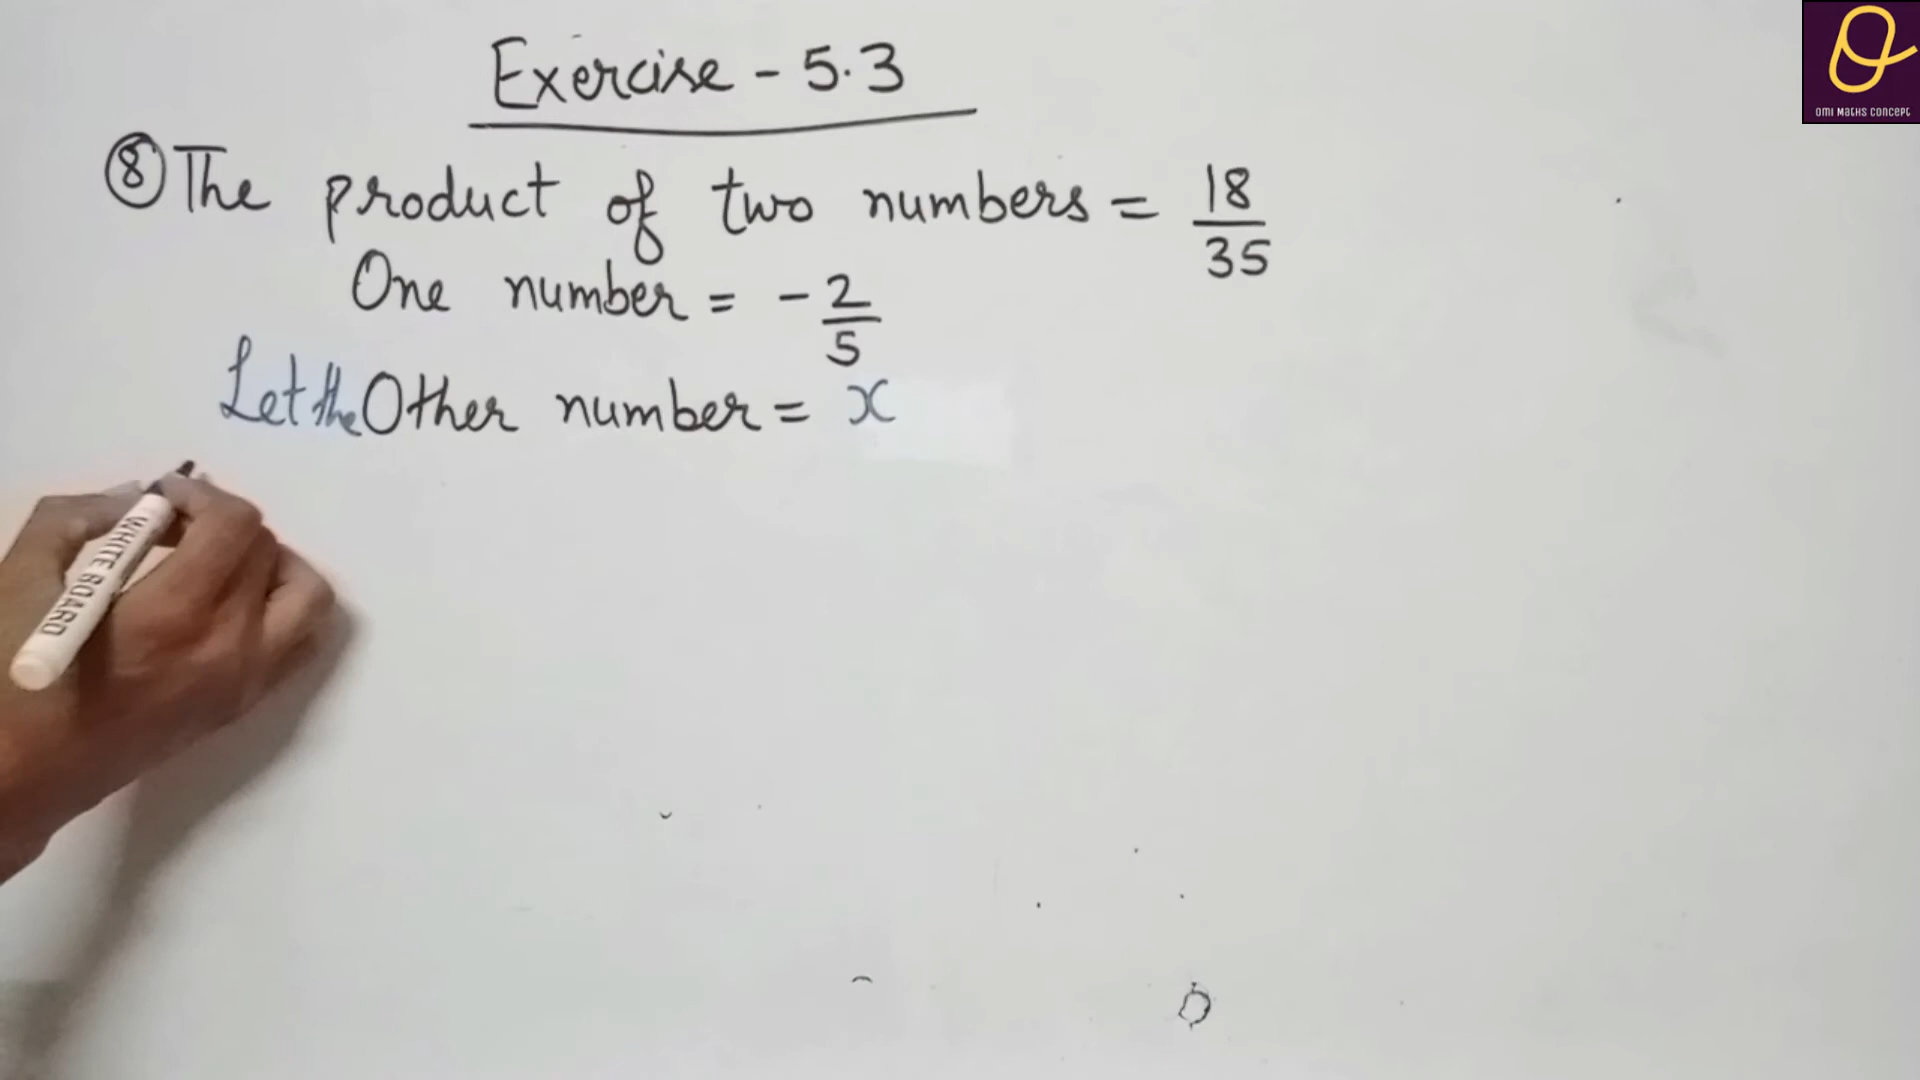 Exercise - 5.3
⑧ The product of two numbers = 18/35
One number = - 2/5
Let the Other number = x
WHITE BOARD
OMI MATHS CONCEPT